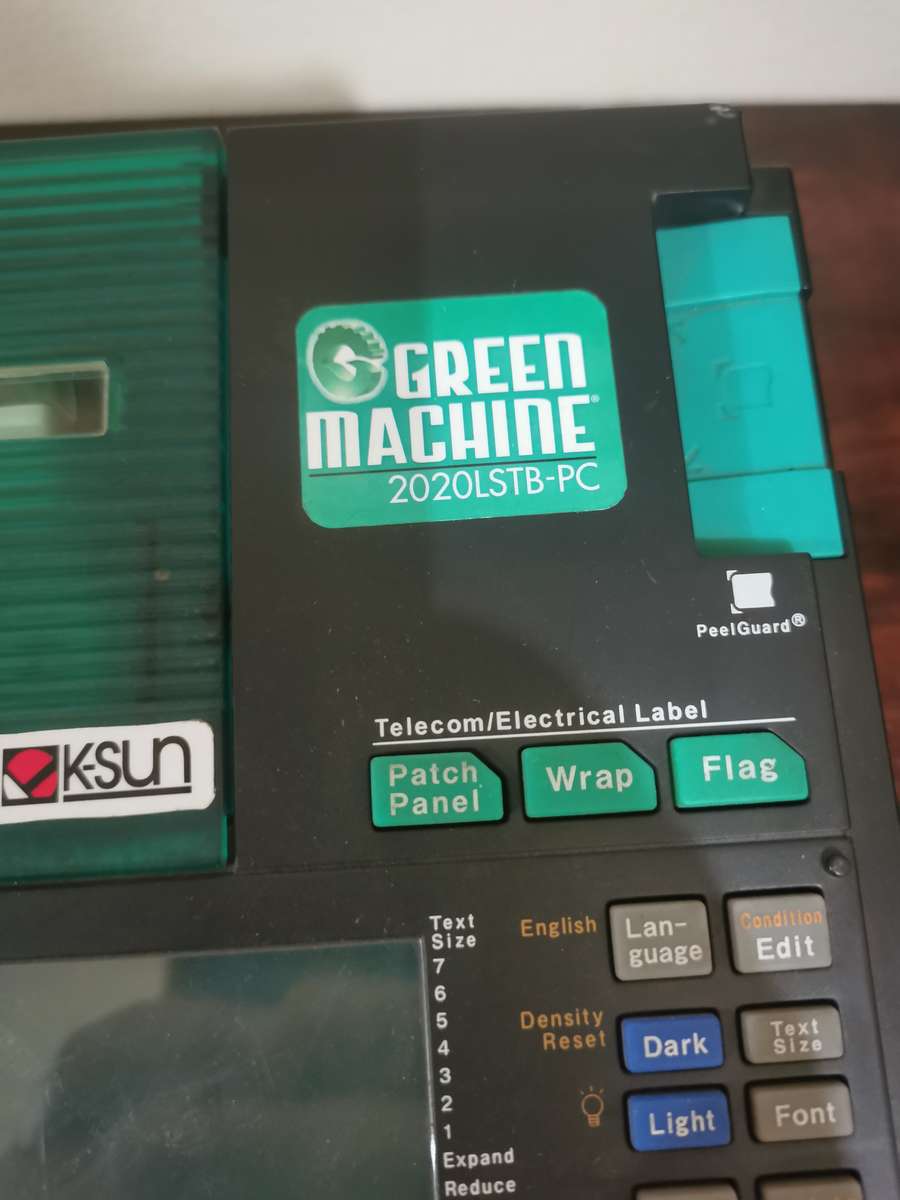 GREEN
MACHINE®
2020LSTB-PC
PeelGuard®
Telecom/Electrical Label
Patch
Panel
Wrap
Flag
K-SUN
Text
Size
7
6
5
4
3
2
1
Expand
Reduce
English
Lan-
guage
Condition
Edit
Density
Reset
Dark
Text
Size
Light
Font